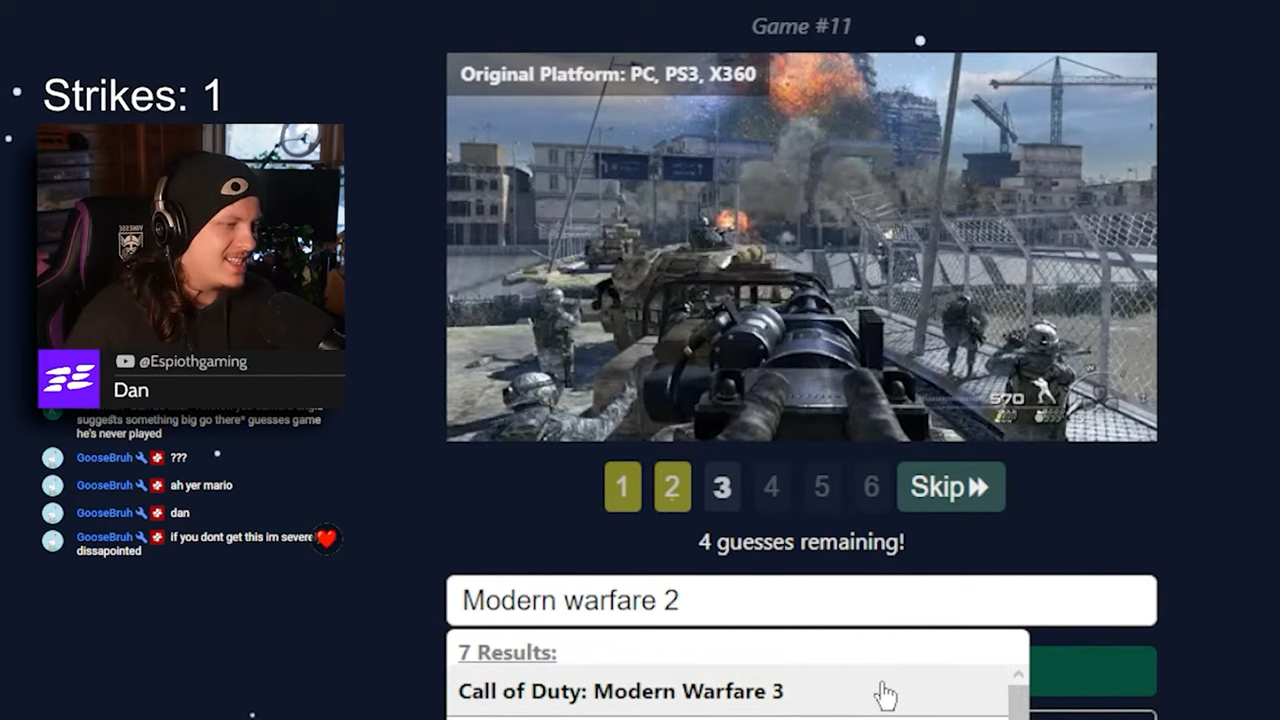 Game #11
Strikes: 1
Original Platform: PC, PS3, X360
@Espiothgaming
Dan
suggests something big go there* guesses game
he's never played
GooseBruh ???
GooseBruh ah yer mario
GooseBruh dan
GooseBruh if you dont get this im severe
dissapointed
570
1 2 3 4 5 6 Skip
4 guesses remaining!
Modern warfare 2
7 Results:
Call of Duty: Modern Warfare 3